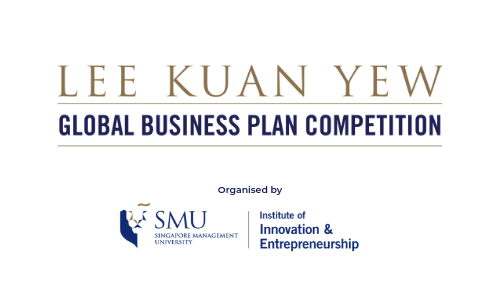 LEE KUAN YEW
GLOBAL BUSINESS PLAN COMPETITION
Organised by
SMU
SINGAPORE MANAGEMENT
UNIVERSITY
Institute of
Innovation &
Entrepreneurship